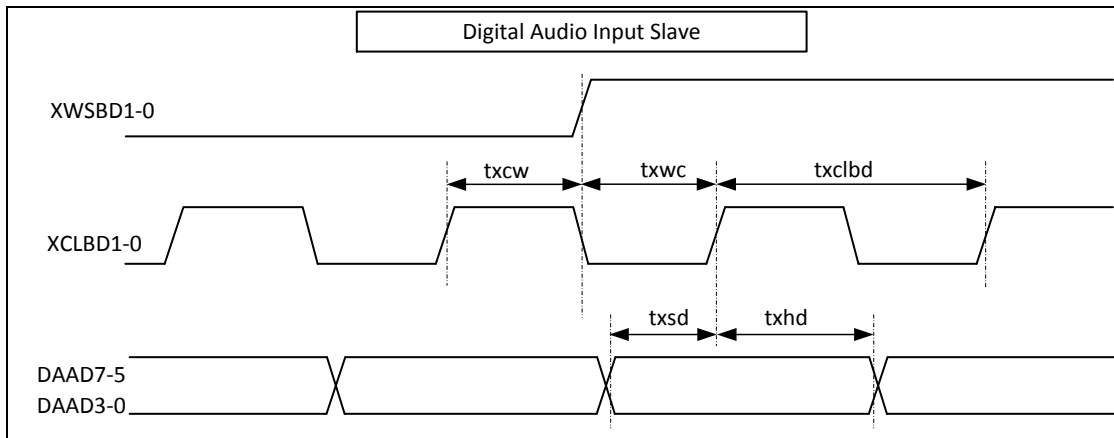 Digital Audio Input Slave
XWSBD1-0
txcw
txwc
txclbd
XCLBD1-0
txsd
txhd
DAAD7-5
DAAD3-0